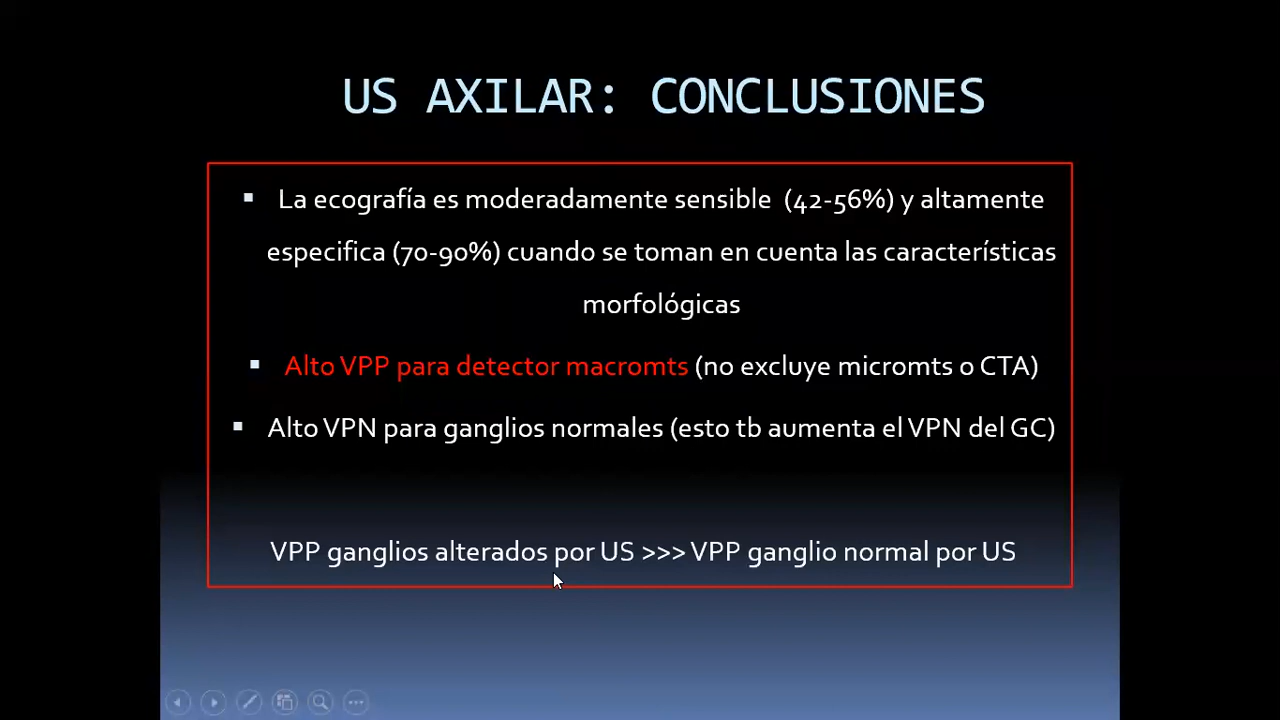 US AXILAR: CONCLUSIONES
▪ La ecografía es moderadamente sensible (42-56%) y altamente
especifica (70-90%) cuando se toman en cuenta las características
morfológicas
▪ Alto VPP para detector macromts (no excluye micromts o CTA)
▪ Alto VPN para ganglios normales (esto tb aumenta el VPN del GC)
VPP ganglios alterados por US >>> VPP ganglio normal por US